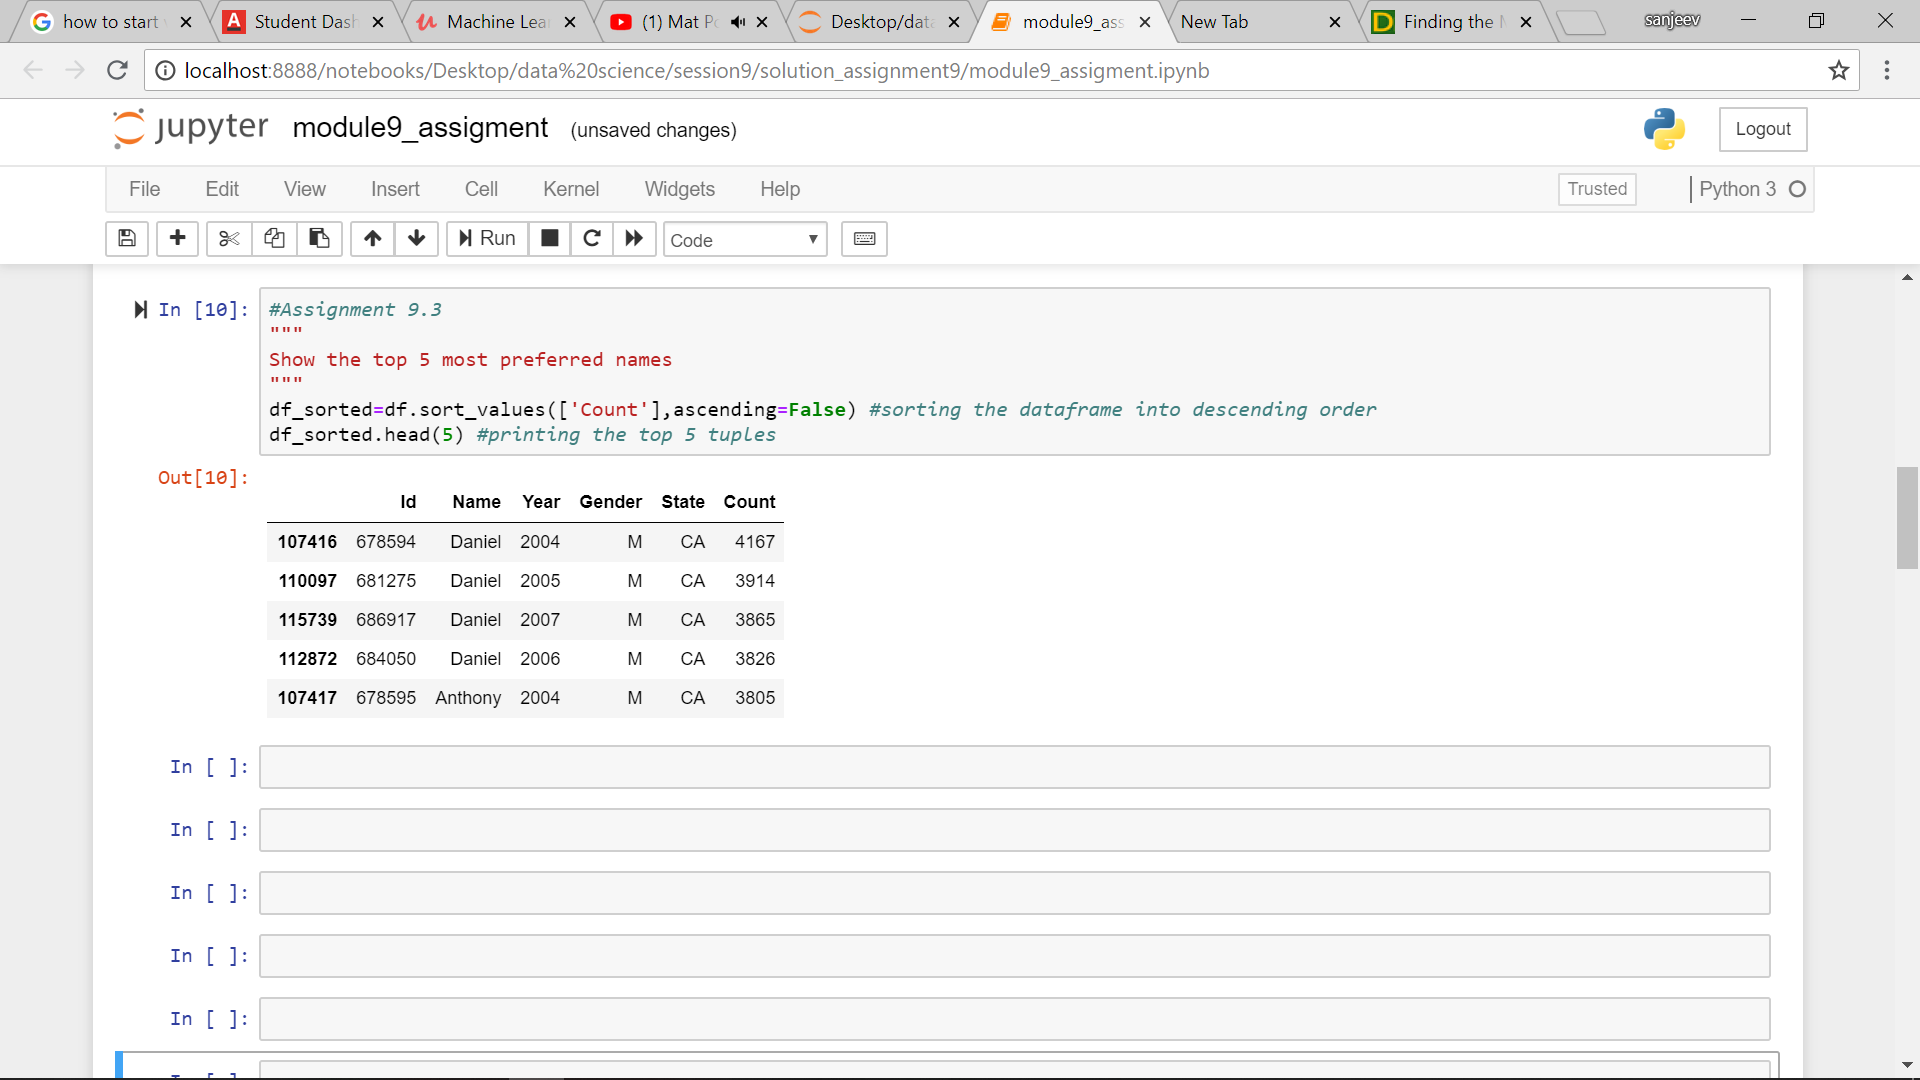 how to start
Student Dash
Machine Lea
(1) Mat P
Desktop/data
module9_ass
New Tab
Finding the
sanjeev
localhost:8888/notebooks/Desktop/data%20science/session9/solution_assignment9/module9_assigment.ipynb
jupyter module9_assigment (unsaved changes)
Logout
File Edit View Insert Cell Kernel Widgets Help Trusted Python 3
Run Code
In [10]: #Assignment 9.3
"""
Show the top 5 most preferred names
"""
df_sorted=df.sort_values(['Count'],ascending=False) #sorting the dataframe into descending order
df_sorted.head(5) #printing the top 5 tuples
Out[10]:
Id Name Year Gender State Count
107416 678594 Daniel 2004 M CA 4167
110097 681275 Daniel 2005 M CA 3914
115739 686917 Daniel 2007 M CA 3865
112872 684050 Daniel 2006 M CA 3826
107417 678595 Anthony 2004 M CA 3805
In [ ]:
In [ ]:
In [ ]:
In [ ]:
In [ ]: